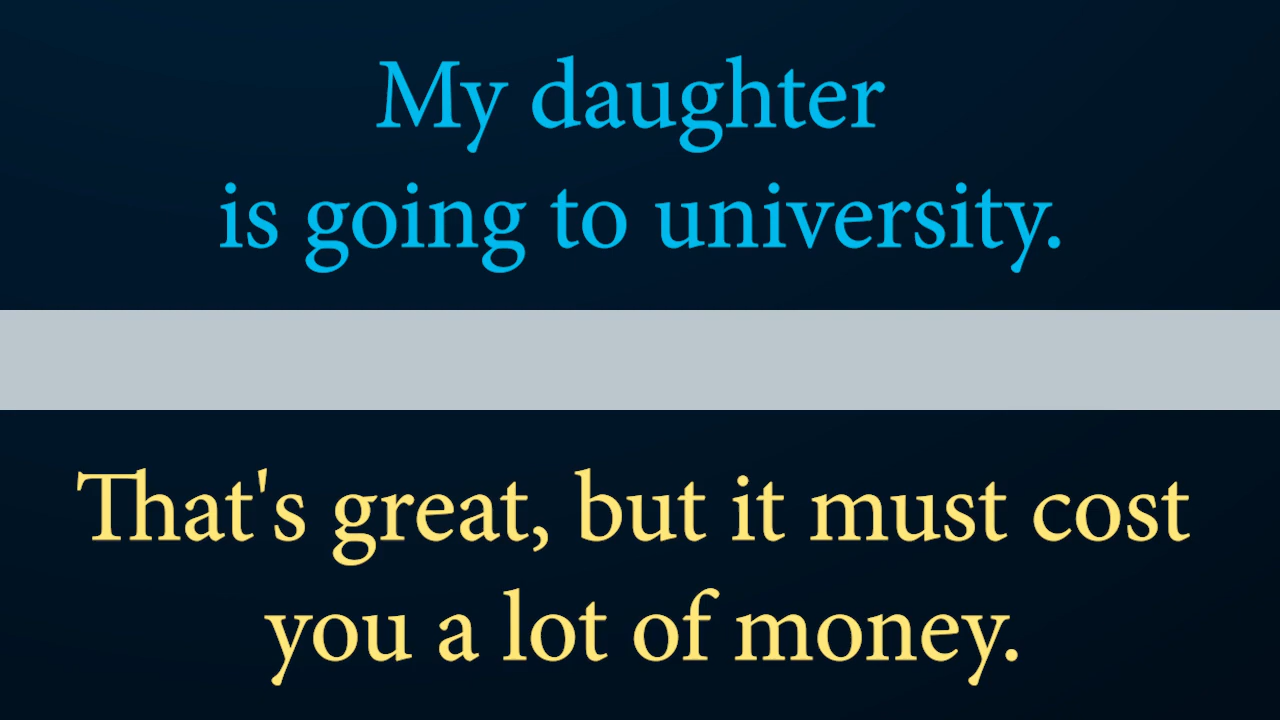 My daughter
is going to university.
That's great, but it must cost
you a lot of money.